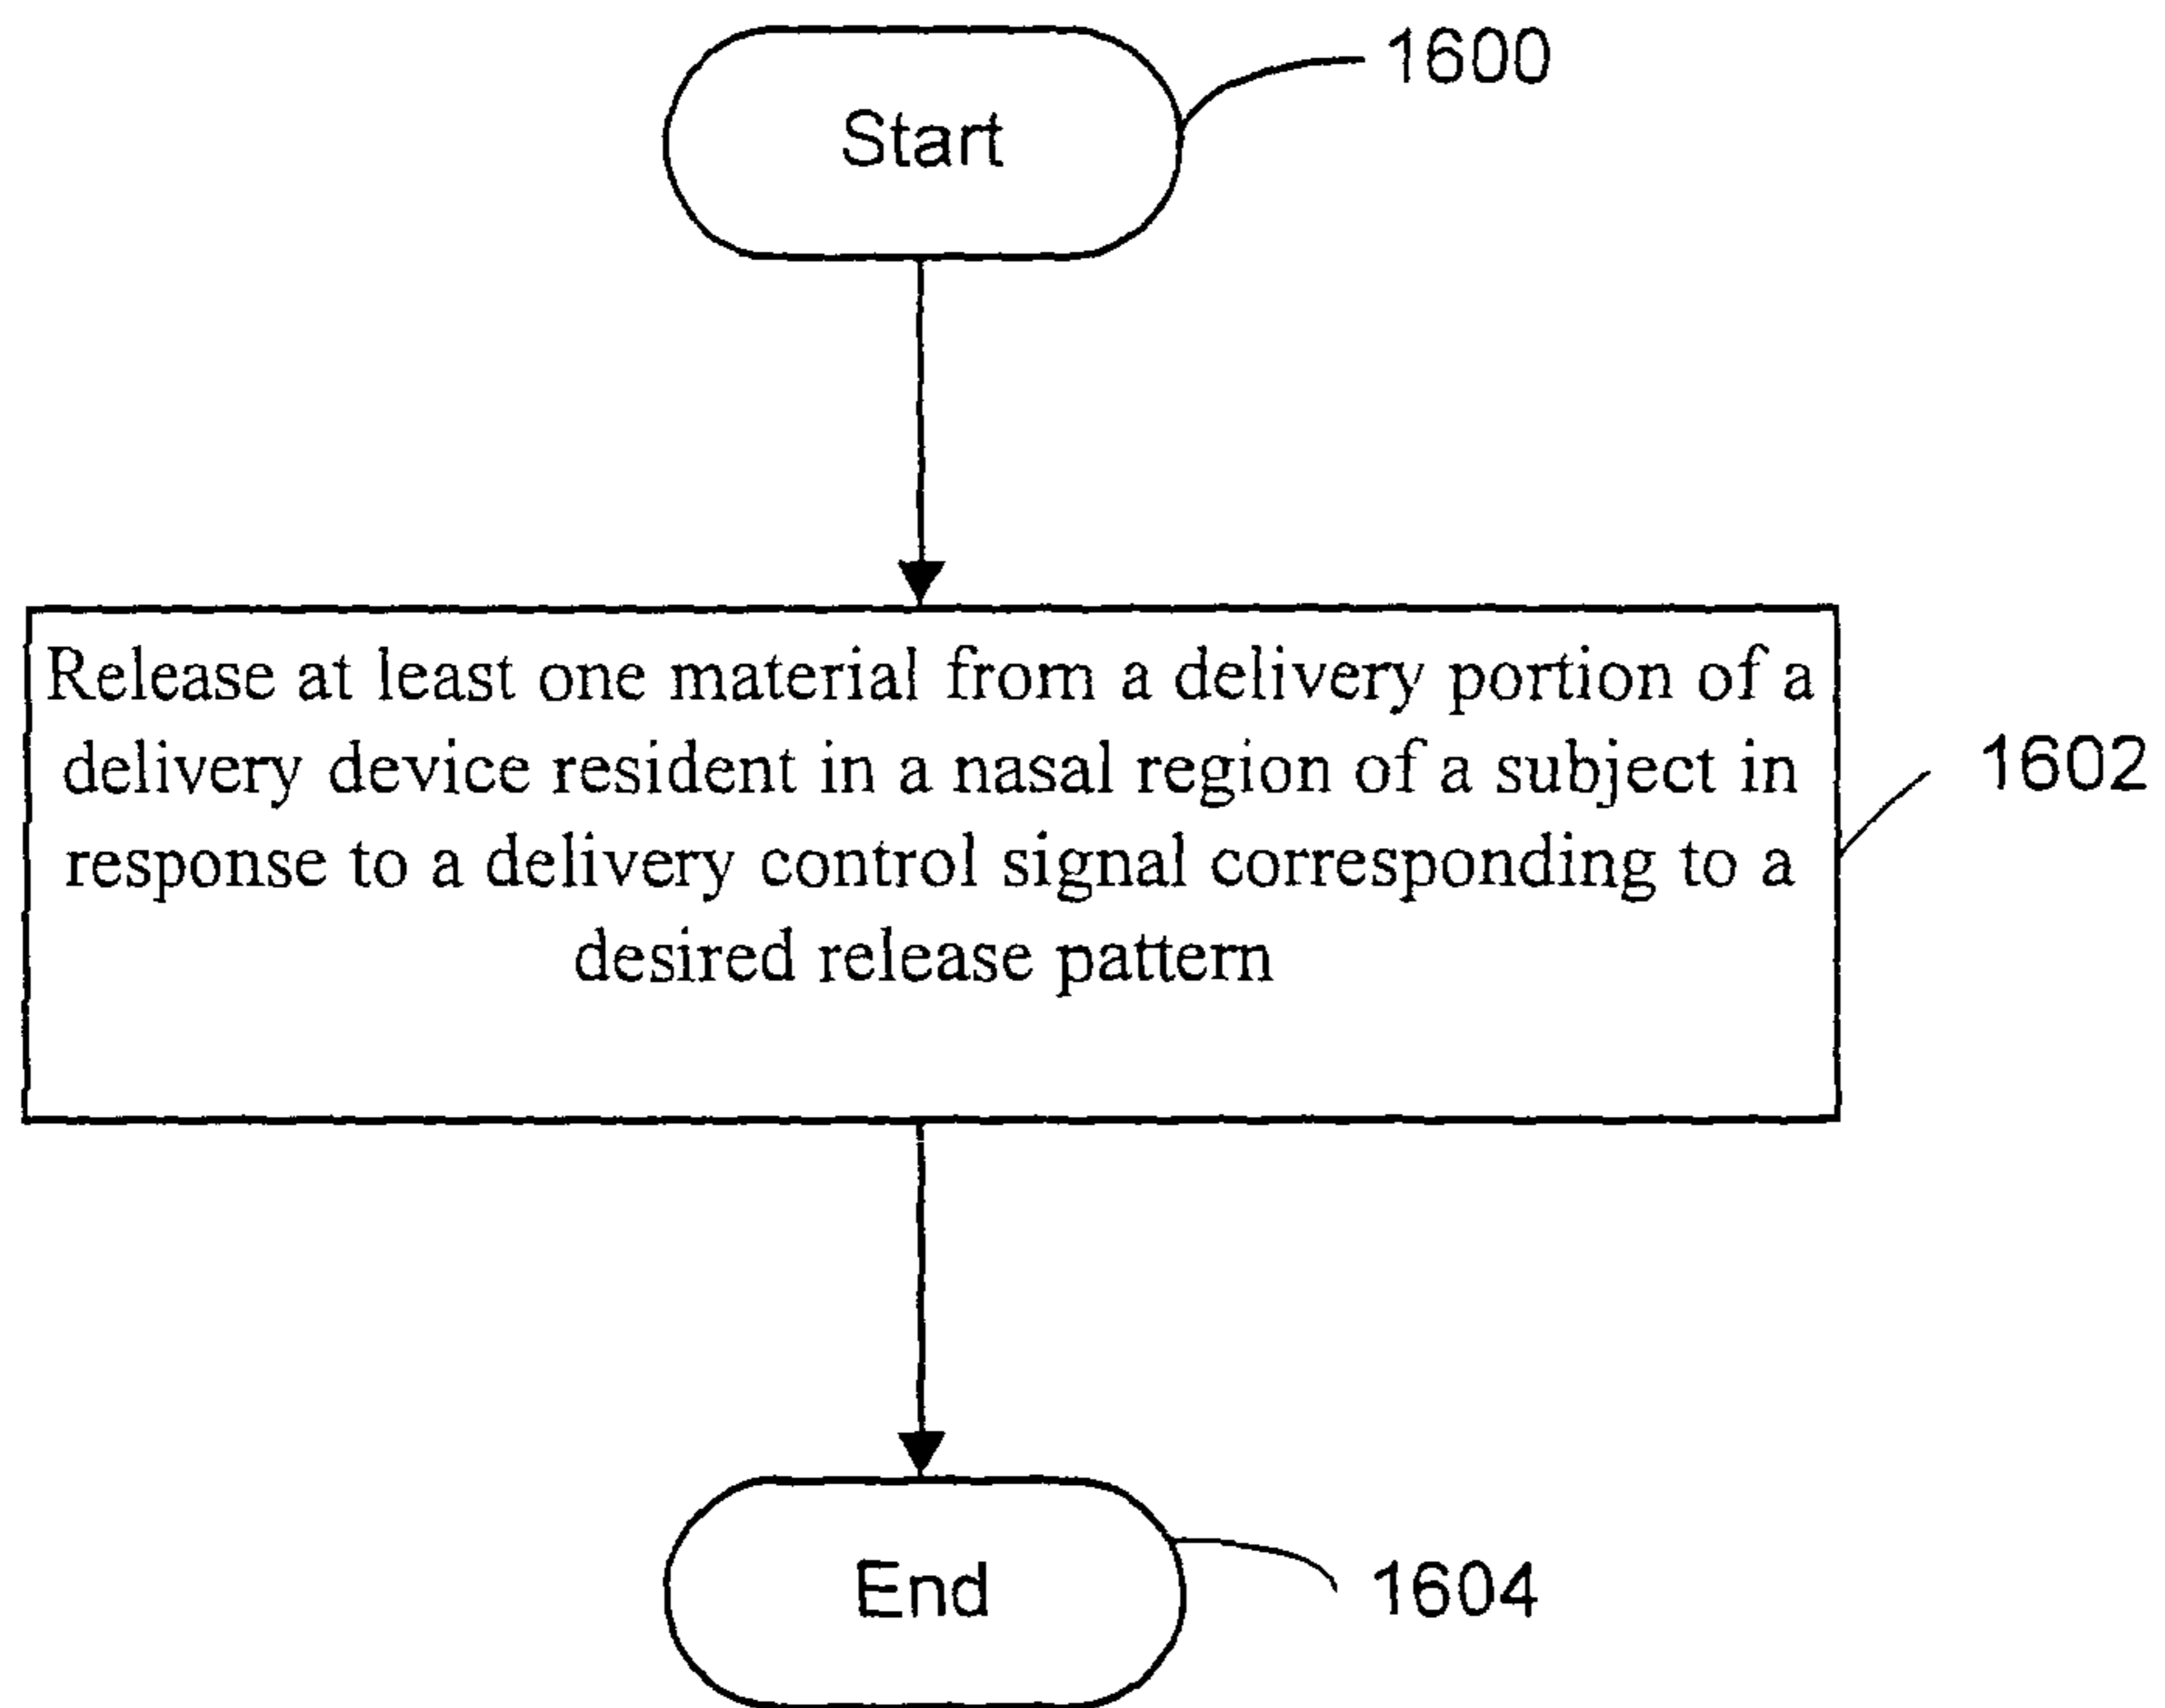 1600
Start
Release at least one material from a delivery portion of a
delivery device resident in a nasal region of a subject in
response to a delivery control signal corresponding to a
desired release pattern
1602
End
1604